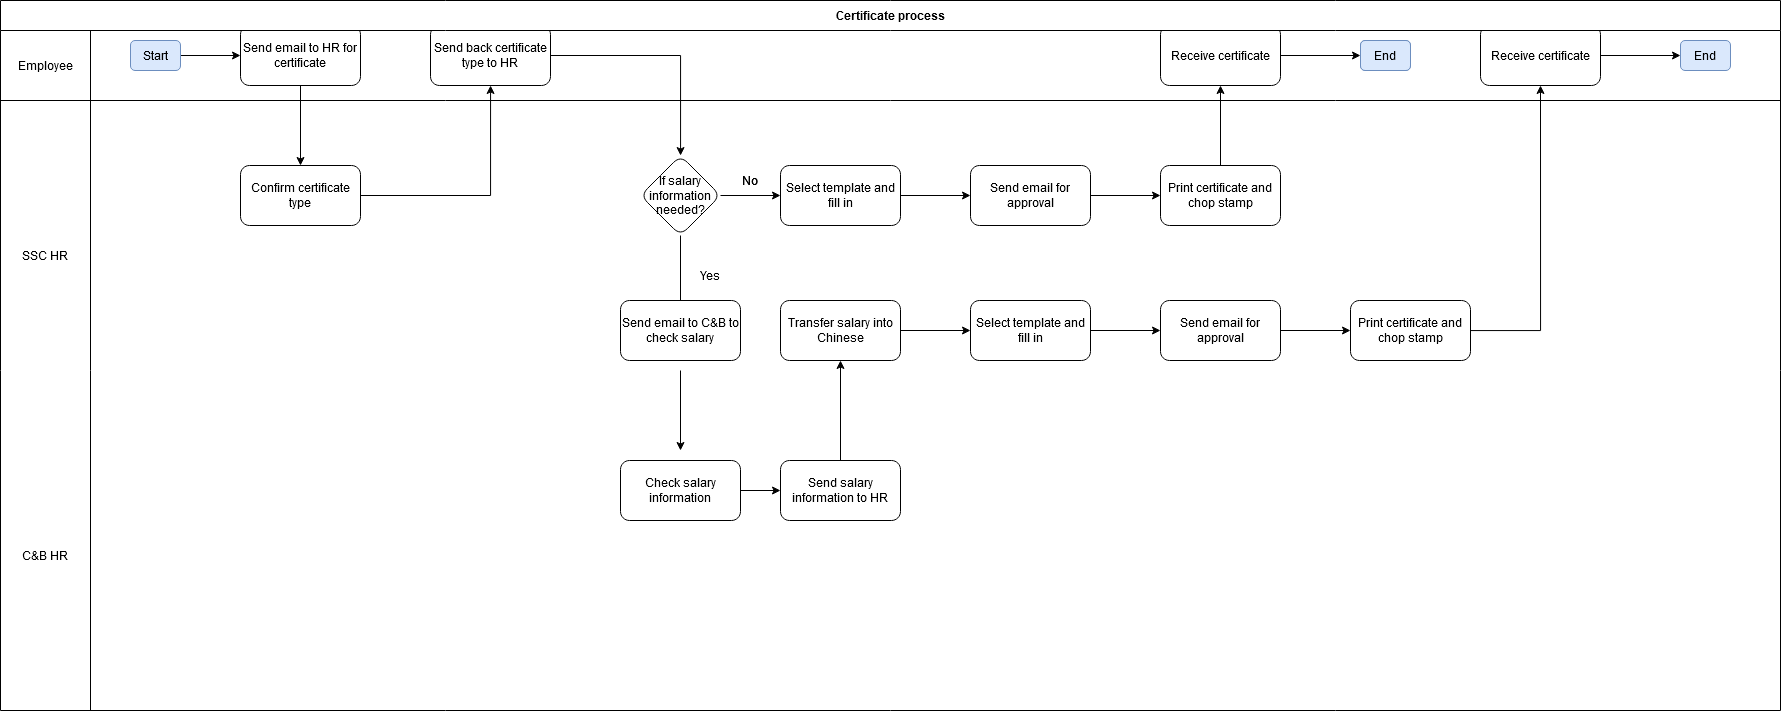 Certificate process
Employee
Start
Send email to HR for
certificate
Send back certificate
type to HR
Receive certificate
End
Receive certificate
End
SSC HR
Confirm certificate
type
If salary
information
needed?
No
Select template and
fill in
Send email for
approval
Print certificate and
chop stamp
Yes
Send email to C&B to
check salary
Transfer salary into
Chinese
Select template and
fill in
Send email for
approval
Print certificate and
chop stamp
C&B HR
Check salary
information
Send salary
information to HR